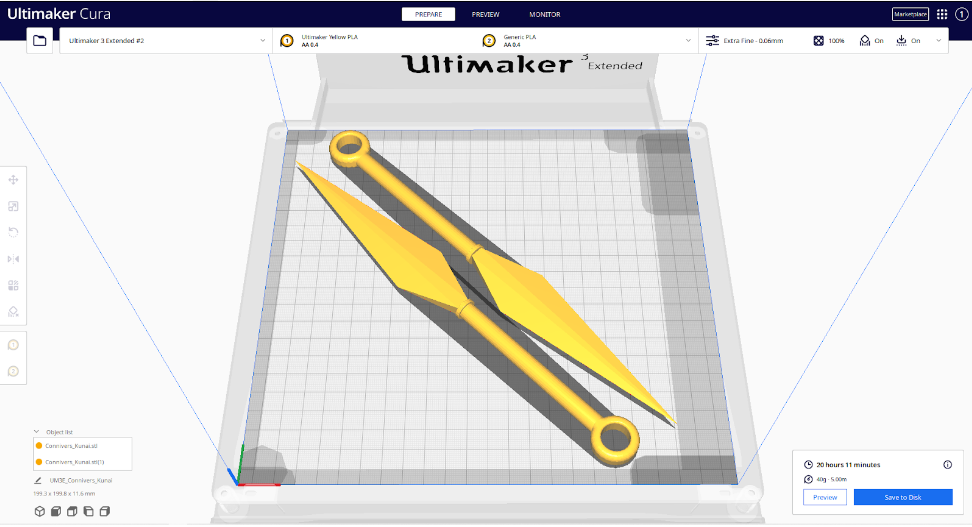 Ultimaker Cura
PREPARE
PREVIEW
MONITOR
Marketplace
1
Ultimaker 3 Extended #2
1
Ultimaker Yellow PLA
AA 0.4
2
Generic PLA
AA 0.4
Extra Fine - 0.06mm
100%
On
On
Ultimaker 3
Extended
1
2
Object list
Connivers_Kunai.stl
Connivers_Kunai.stl(1)
UM3E_Connivers_Kunai
199.3 x 199.8 x 11.6 mm
20 hours 11 minutes
40g · 5.00m
Preview
Save to Disk